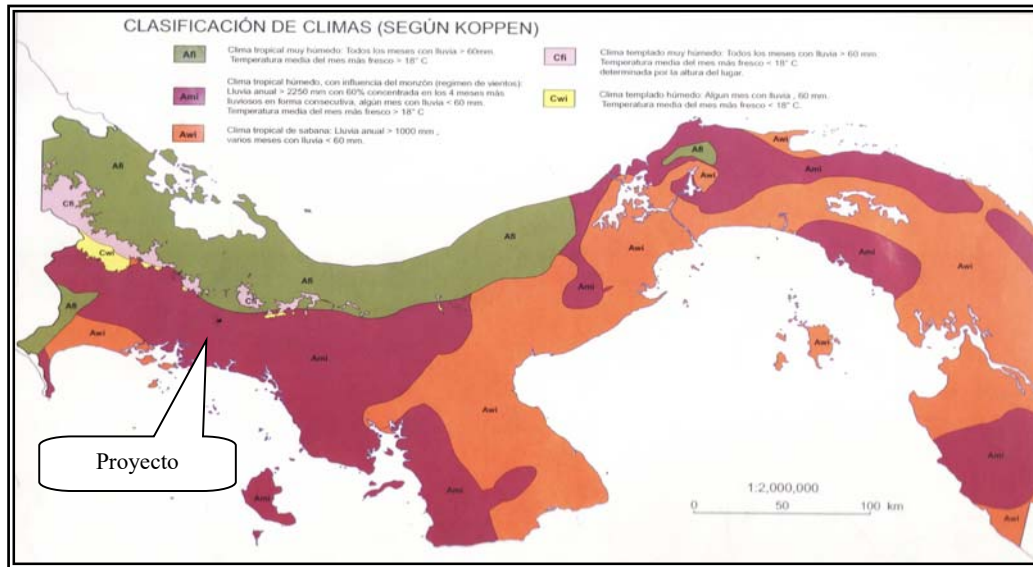 CLASIFICACIÓN DE CLIMAS (SEGÚN KOPPEN)
Afi
Clima tropical muy húmedo: Todos los meses con lluvia > 60mm.
Temperatura media del mes más fresco > 18° C
Ami
Clima tropical húmedo, con influencia del monzón (regimen de vientos):
Lluvia anual > 2250 mm con 60% concentrada en los 4 meses más
lluviosos en forma consecutiva, algún mes con lluvia < 60 mm.
Temperatura media del mes más fresco > 18° C
Awi
Clima tropical de sabana: Lluvia anual > 1000 mm ,
varios meses con lluvia < 60 mm.
Cfi
Clima templado muy húmedo: Todos los meses con lluvia > 60 mm.
Temperatura media del mes más fresco, < 18° C
determinada por la altura del lugar.
Cwi
Clima templado húmedo: Algun mes con lluvia , 60 mm.
Temperatura media del mes más fresco < 18° C.
Afi
Cfi
Cwi
Afi
Awi
Afi
Afi
Ami
Ami
Awi
Afi
Awi
Awi
Ami
Ami
Awi
Awi
Awi
Ami
Ami
Ami
Awi
Proyecto
1:2,000,000
0 50 100 km